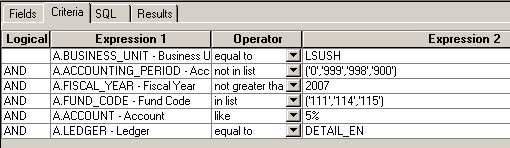 Fields Criteria SQL Results
Logical Expression 1 Operator Expression 2
A.BUSINESS_UNIT - Business U equal to LSUSH
AND A.ACCOUNTING_PERIOD - Acc not in list ('0','999','998','900')
AND A.FISCAL_YEAR - Fiscal Year not greater tha 2007
AND A.FUND_CODE - Fund Code in list ('111','114','115')
AND A.ACCOUNT - Account like 5%
AND A.LEDGER - Ledger equal to DETAIL_EN